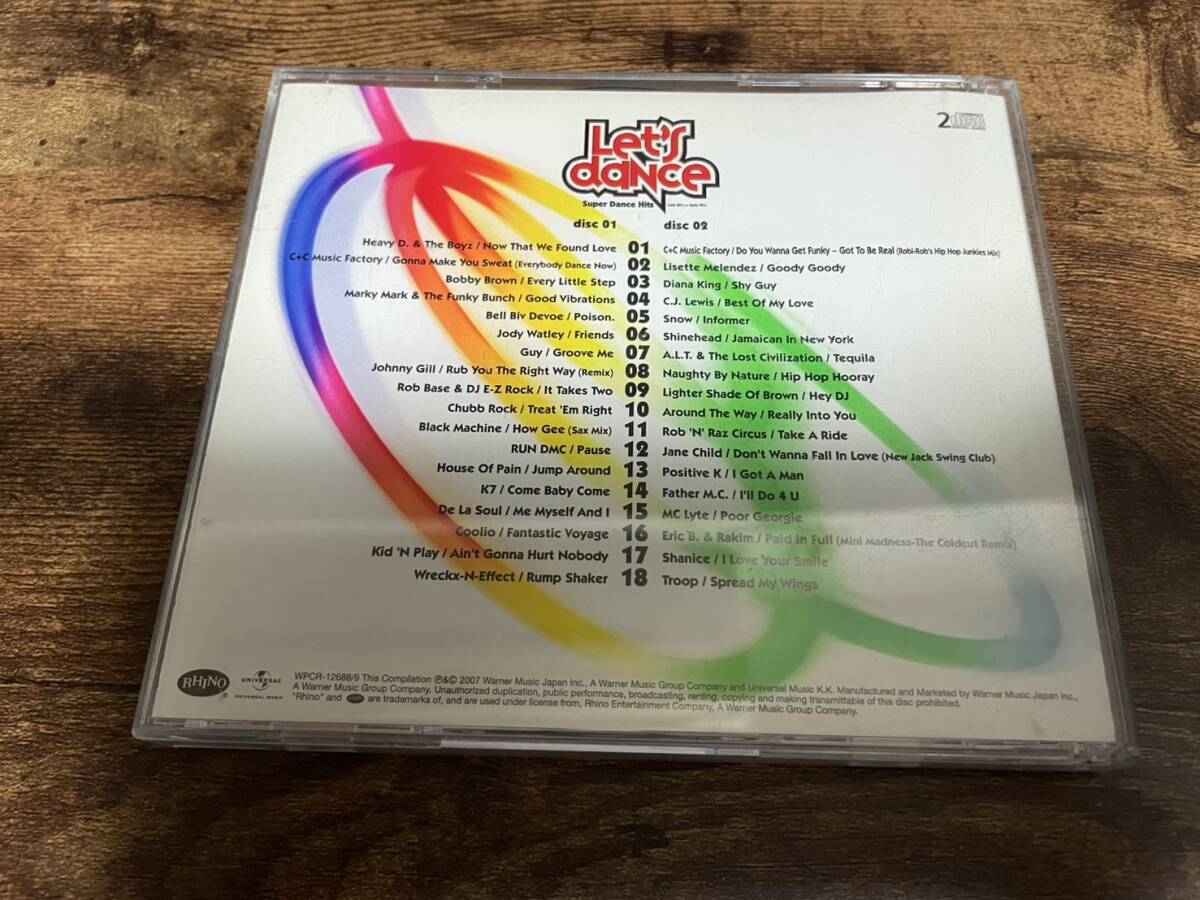 Let's
dance
2 disc
Super Dance Hits
disc 01 disc 02
Heavy D. & The Boyz / Now That We Found Love 01 C+C Music Factory / Do You Wanna Get Funky – Got To Be Real (Robi-Rob's Hip Hop Junkies Mix)
C+C Music Factory / Gonna Make You Sweat (Everybody Dance Now) 02 Lisette Melendez / Goody Goody
Bobby Brown / Every Little Step 03 Diana King / Shy Guy
Marky Mark & The Funky Bunch / Good Vibrations 04 C.J. Lewis / Best Of My Love
Bell Biv Devoe / Poison. 05 Snow / Informer
Jody Watley / Friends 06 Shinehead / Jamaican In New York
Guy / Groove Me 07 A.L.T. & The Lost Civilization / Tequila
Johnny Gill / Rub You The Right Way (Remix) 08 Naughty By Nature / Hip Hop Hooray
Rob Base & DJ E-Z Rock / It Takes Two 09 Lighter Shade Of Brown / Hey DJ
Chubb Rock / Treat 'Em Right 10 Around The Way / Really Into You
Black Machine / How Gee (Sax Mix) 11 Rob 'N' Raz Circus / Take A Ride
RUN DMC / Pause 12 Jane Child / Don't Wanna Fall In Love (New Jack Swing Club)
House Of Pain / Jump Around 13 Positive K / I Got A Man
K7 / Come Baby Come 14 Father M.C. / I'll Do 4 U
De La Soul / Me Myself And I 15 MC Lyte / Poor Georgie
Coolio / Fantastic Voyage 16 Eric B. & Rakim / Paid In Full (Mini Madness-The Coldcut Remix)
Kid 'N Play / Ain't Gonna Hurt Nobody 17 Shanice / I Love Your Smile
Wreckx-N-Effect / Rump Shaker 18 Troop / Spread My Wings
RHINO UNIVERSAL
UNIVERSAL MUSIC
WPCR-12688/9 This Compilation ℗&© 2007 Warner Music Japan Inc., A Warner Music Group Company and Universal Music K.K. Manufactured and Marketed by Warner Music Japan Inc.,
A Warner Music Group Company. Unauthorized duplication, public performance, broadcasting, renting, copying and making transmittable of this disc prohibited.
"Rhino" and RHINO are trademarks of, and are used under license from, Rhino Entertainment Company, A Warner Music Group Company.